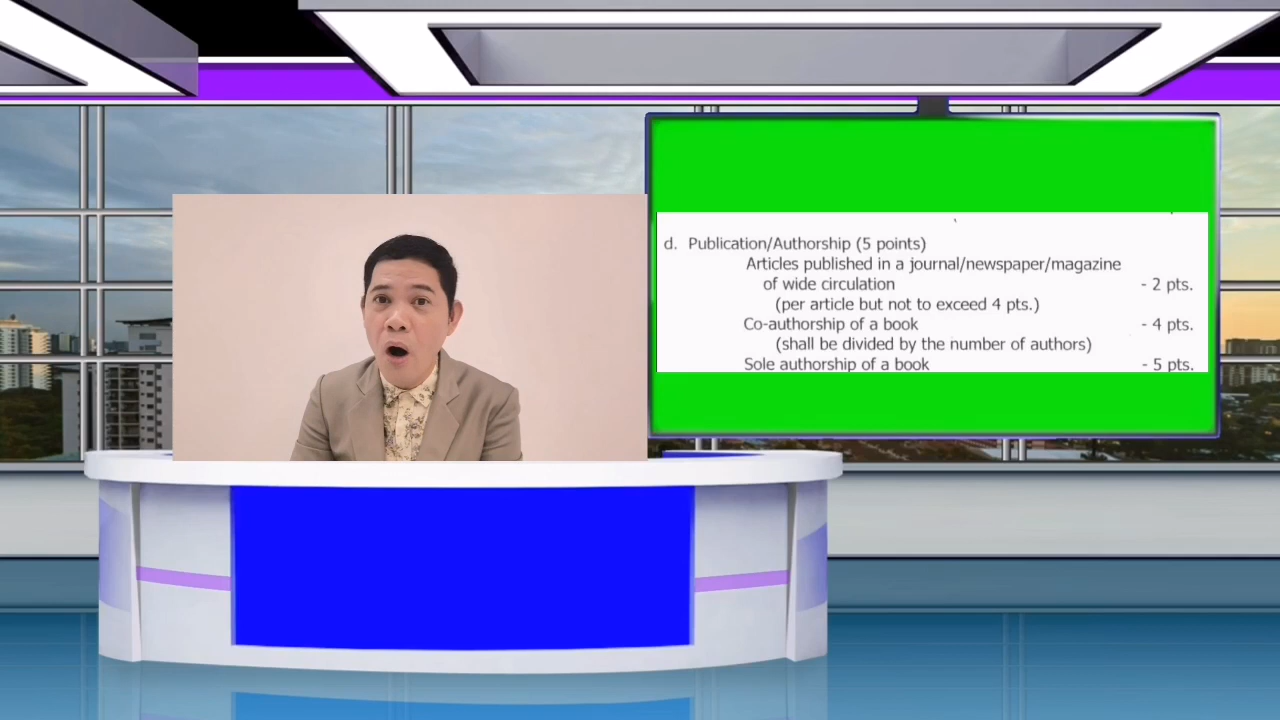 d. Publication/Authorship (5 points)
Articles published in a journal/newspaper/magazine
of wide circulation - 2 pts.
(per article but not to exceed 4 pts.)
Co-authorship of a book - 4 pts.
(shall be divided by the number of authors)
Sole authorship of a book - 5 pts.